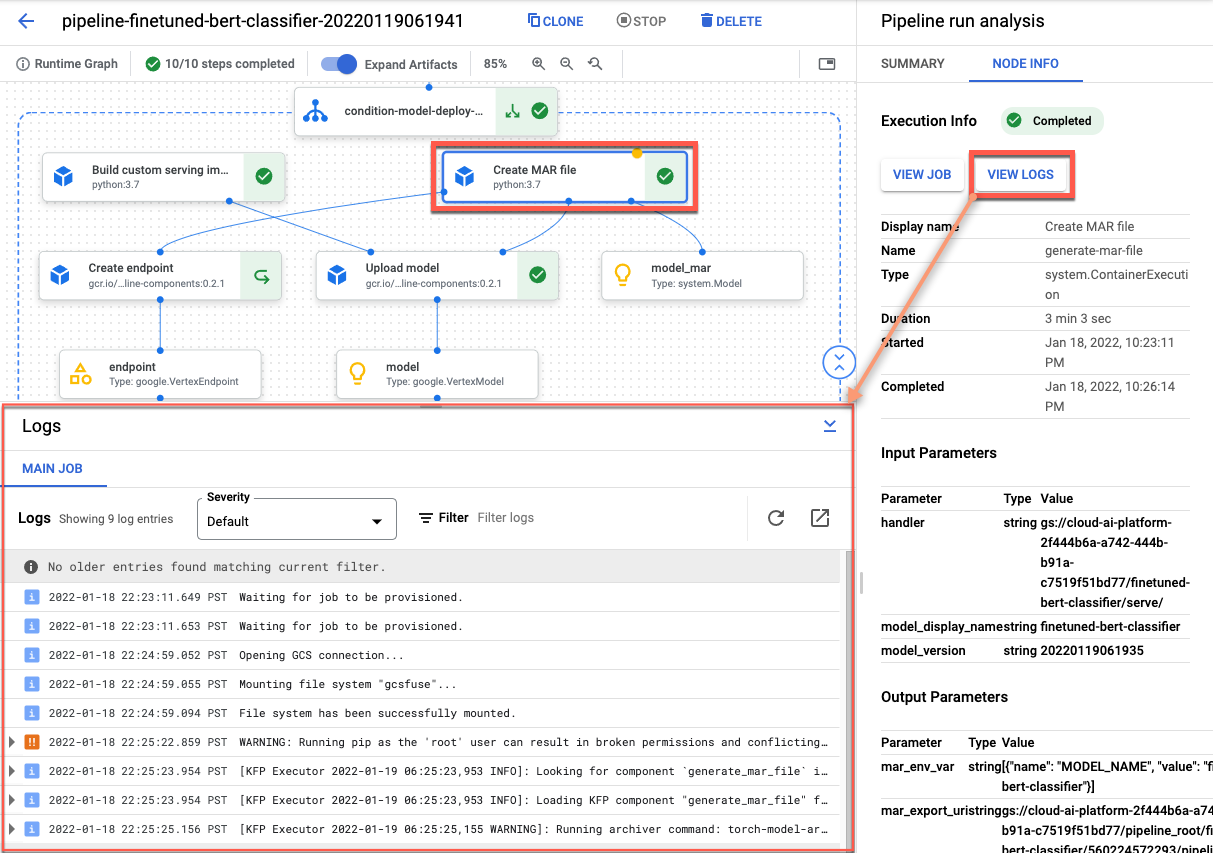 pipeline-finetuned-bert-classifier-20220119061941
CLONE
STOP
DELETE
Runtime Graph
10/10 steps completed
Expand Artifacts
85%
condition-model-deploy-...
Build custom serving im...
python:3.7
Create MAR file
python:3.7
Create endpoint
gcr.io/...line-components:0.2.1
Upload model
gcr.io/...line-components:0.2.1
model_mar
Type: system.Model
endpoint
Type: google.VertexEndpoint
model
Type: google.VertexModel
Logs
MAIN JOB
Logs Showing 9 log entries
Severity
Default
Filter Filter logs
No older entries found matching current filter.
2022-01-18 22:23:11.649 PST Waiting for job to be provisioned.
2022-01-18 22:23:11.653 PST Waiting for job to be provisioned.
2022-01-18 22:24:59.052 PST Opening GCS connection...
2022-01-18 22:24:59.055 PST Mounting file system "gcsfuse"...
2022-01-18 22:24:59.094 PST File system has been successfully mounted.
2022-01-18 22:25:22.859 PST WARNING: Running pip as the 'root' user can result in broken permissions and conflicting…
2022-01-18 22:25:23.954 PST [KFP Executor 2022-01-19 06:25:23,953 INFO]: Looking for component `generate_mar_file` i…
2022-01-18 22:25:23.954 PST [KFP Executor 2022-01-19 06:25:23,953 INFO]: Loading KFP component "generate_mar_file" f…
2022-01-18 22:25:25.156 PST [KFP Executor 2022-01-19 06:25:25,155 WARNING]: Running archiver command: torch-model-ar…
Pipeline run analysis
SUMMARY
NODE INFO
Execution Info
Completed
VIEW JOB
VIEW LOGS
Display name Create MAR file
Name generate-mar-file
Type system.ContainerExecuti
on
Duration 3 min 3 sec
Started Jan 18, 2022, 10:23:11
PM
Completed Jan 18, 2022, 10:26:14
PM
Input Parameters
Parameter Type Value
handler string gs://cloud-ai-platform-
2f444b6a-a742-444b-
b91a-
c7519f51bd77/finetuned-
bert-classifier/serve/
model_display_name string finetuned-bert-classifier
model_version string 20220119061935
Output Parameters
Parameter Type Value
mar_env_var string [{"name": "MODEL_NAME", "value": "fi
bert-classifier"}]
mar_export_uri string gs://cloud-ai-platform-2f444b6a-a74
b91a-c7519f51bd77/pipeline_root/fi
bert-classifier/560224572293/pipeli